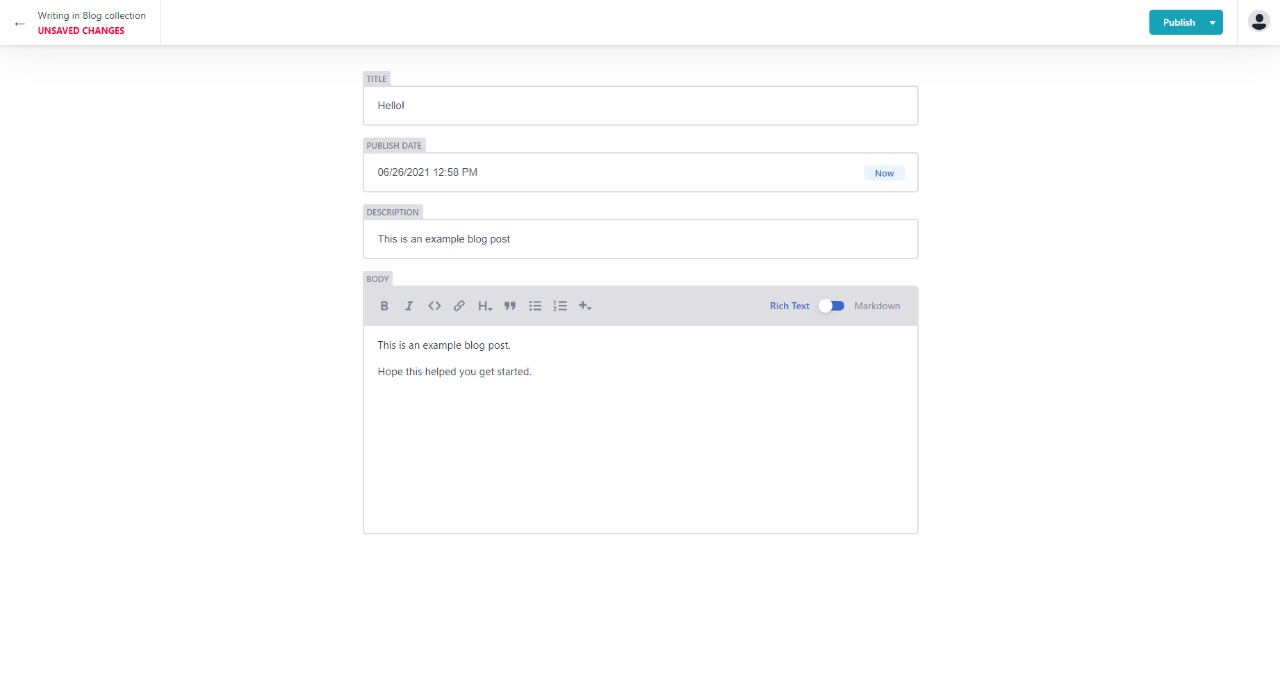 Writing in Blog collection
UNSAVED CHANGES
Publish
TITLE
Hello!
PUBLISH DATE
06/26/2021 12:58 PM
Now
DESCRIPTION
This is an example blog post
BODY
B I <> H Rich Text Markdown
This is an example blog post.
Hope this helped you get started.